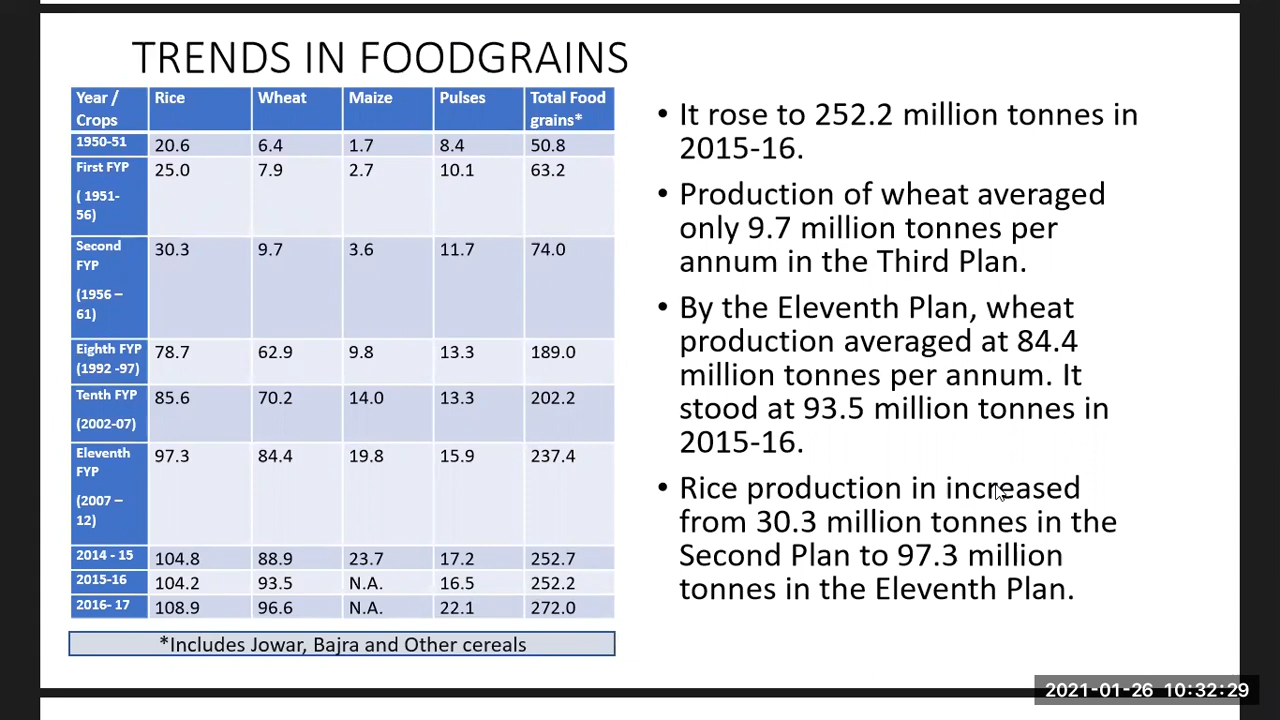 TRENDS IN FOODGRAINS
Year / Crops Rice Wheat Maize Pulses Total Food grains*
1950-51 20.6 6.4 1.7 8.4 50.8
First FYP ( 1951-56) 25.0 7.9 2.7 10.1 63.2
Second FYP (1956 – 61) 30.3 9.7 3.6 11.7 74.0
Eighth FYP (1992 -97) 78.7 62.9 9.8 13.3 189.0
Tenth FYP (2002-07) 85.6 70.2 14.0 13.3 202.2
Eleventh FYP (2007 – 12) 97.3 84.4 19.8 15.9 237.4
2014 - 15 104.8 88.9 23.7 17.2 252.7
2015-16 104.2 93.5 N.A. 16.5 252.2
2016- 17 108.9 96.6 N.A. 22.1 272.0
*Includes Jowar, Bajra and Other cereals
• It rose to 252.2 million tonnes in
2015-16.
• Production of wheat averaged
only 9.7 million tonnes per
annum in the Third Plan.
• By the Eleventh Plan, wheat
production averaged at 84.4
million tonnes per annum. It
stood at 93.5 million tonnes in
2015-16.
• Rice production in increased
from 30.3 million tonnes in the
Second Plan to 97.3 million
tonnes in the Eleventh Plan.
2021-01-26 10:32:29